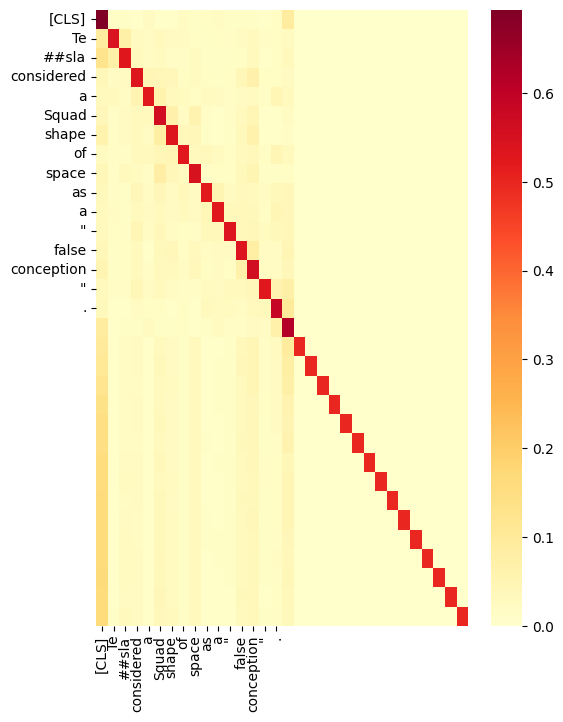 [CLS]
Te
##sla
considered
a
Squad
shape
of
space
as
a
"
false
conception
"
.
0.6
0.5
0.4
0.3
0.2
0.1
0.0
[CLS]
Te
##sla
considered
a
Squad
shape
of
space
as
a
"
false
conception
"
.